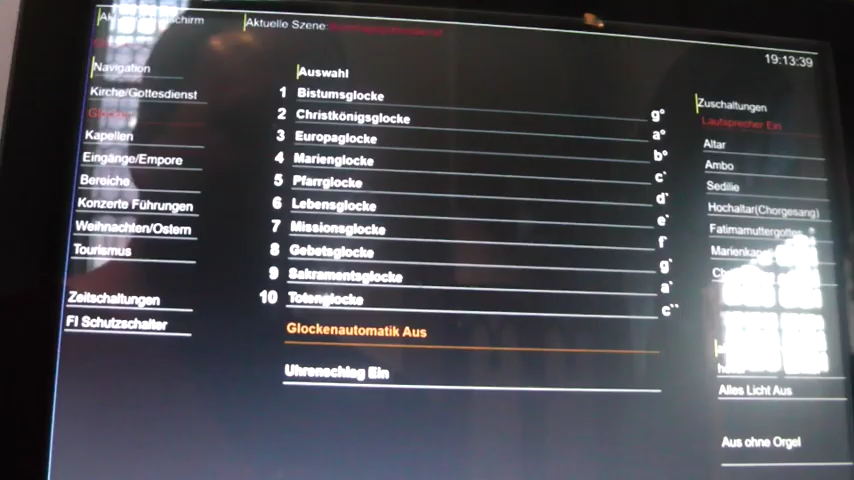 Aktuelle Szene:
19:13:39
Navigation
Kirche/Gottesdienst
Glocken
Kapellen
Eingänge/Empore
Bereiche
Konzerte Führungen
Weihnachten/Ostern
Tourismus
Zeitschaltungen
FI Schutzschalter
Auswahl
1 Bistumsglocke g°
2 Christkönigsglocke a°
3 Europaglocke b°
4 Marienglocke c`
5 Pfarrglocke d`
6 Lebensglocke e`
7 Missionsglocke f`
8 Gebetsglocke g`
9 Sakramentsglocke a`
10 Totenglocke c``
Glockenautomatik Aus
Uhrenschlag Ein
Zuschaltungen
Lautsprecher Ein
Altar
Ambo
Sedilie
Hochaltar(Chorgesang)
Alles Licht Aus
Aus ohne Orgel